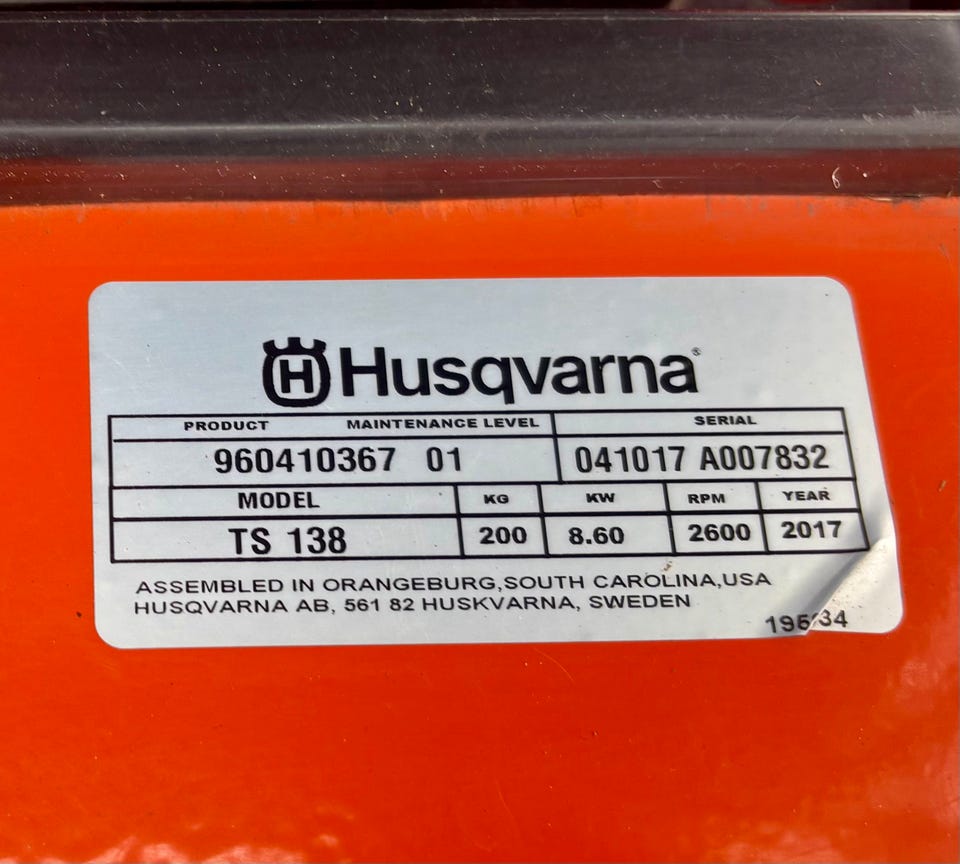 Husqvarna®
PRODUCT MAINTENANCE LEVEL SERIAL
960410367 01 041017 A007832
MODEL KG KW RPM YEAR
TS 138 200 8.60 2600 2017
ASSEMBLED IN ORANGEBURG,SOUTH CAROLINA,USA
HUSQVARNA AB, 561 82 HUSKVARNA, SWEDEN